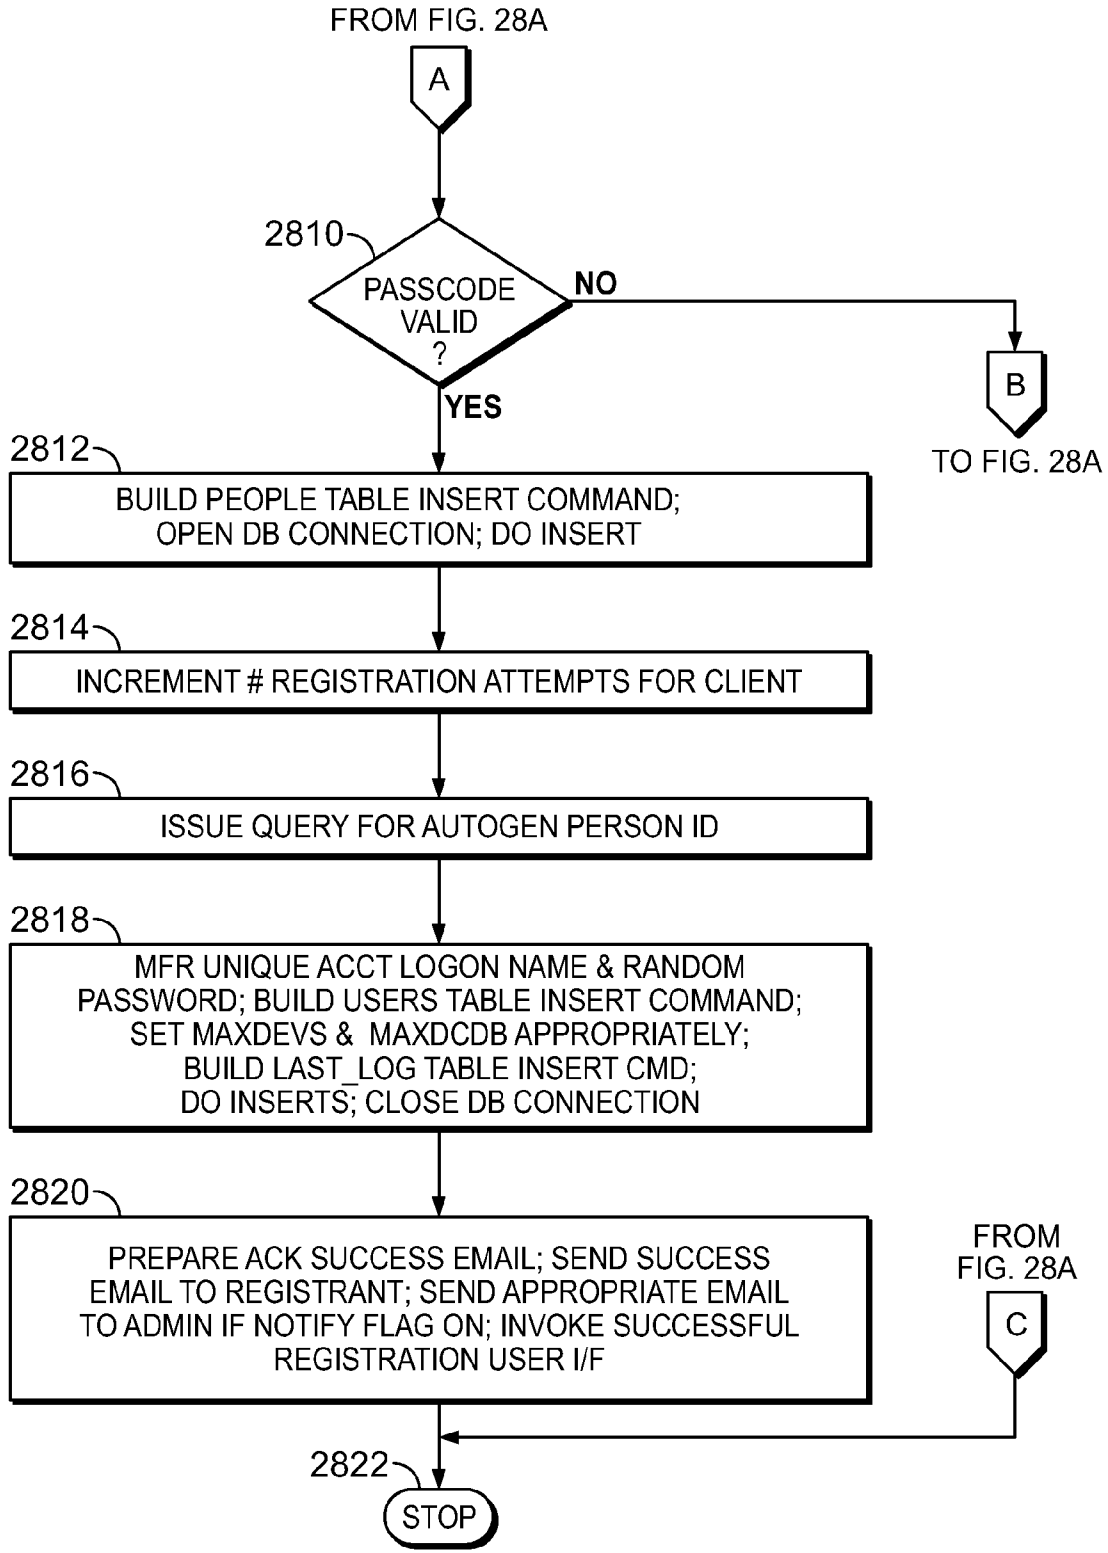 FROM FIG. 28A
A
2810
PASSCODE
VALID
?
NO
YES
B
TO FIG. 28A
2812
BUILD PEOPLE TABLE INSERT COMMAND;
OPEN DB CONNECTION; DO INSERT
2814
INCREMENT # REGISTRATION ATTEMPTS FOR CLIENT
2816
ISSUE QUERY FOR AUTOGEN PERSON ID
2818
MFR UNIQUE ACCT LOGON NAME & RANDOM
PASSWORD; BUILD USERS TABLE INSERT COMMAND;
SET MAXDEVS & MAXDCDB APPROPRIATELY;
BUILD LAST_LOG TABLE INSERT CMD;
DO INSERTS; CLOSE DB CONNECTION
2820
PREPARE ACK SUCCESS EMAIL; SEND SUCCESS
EMAIL TO REGISTRANT; SEND APPROPRIATE EMAIL
TO ADMIN IF NOTIFY FLAG ON; INVOKE SUCCESSFUL
REGISTRATION USER I/F
FROM
FIG. 28A
C
2822
STOP